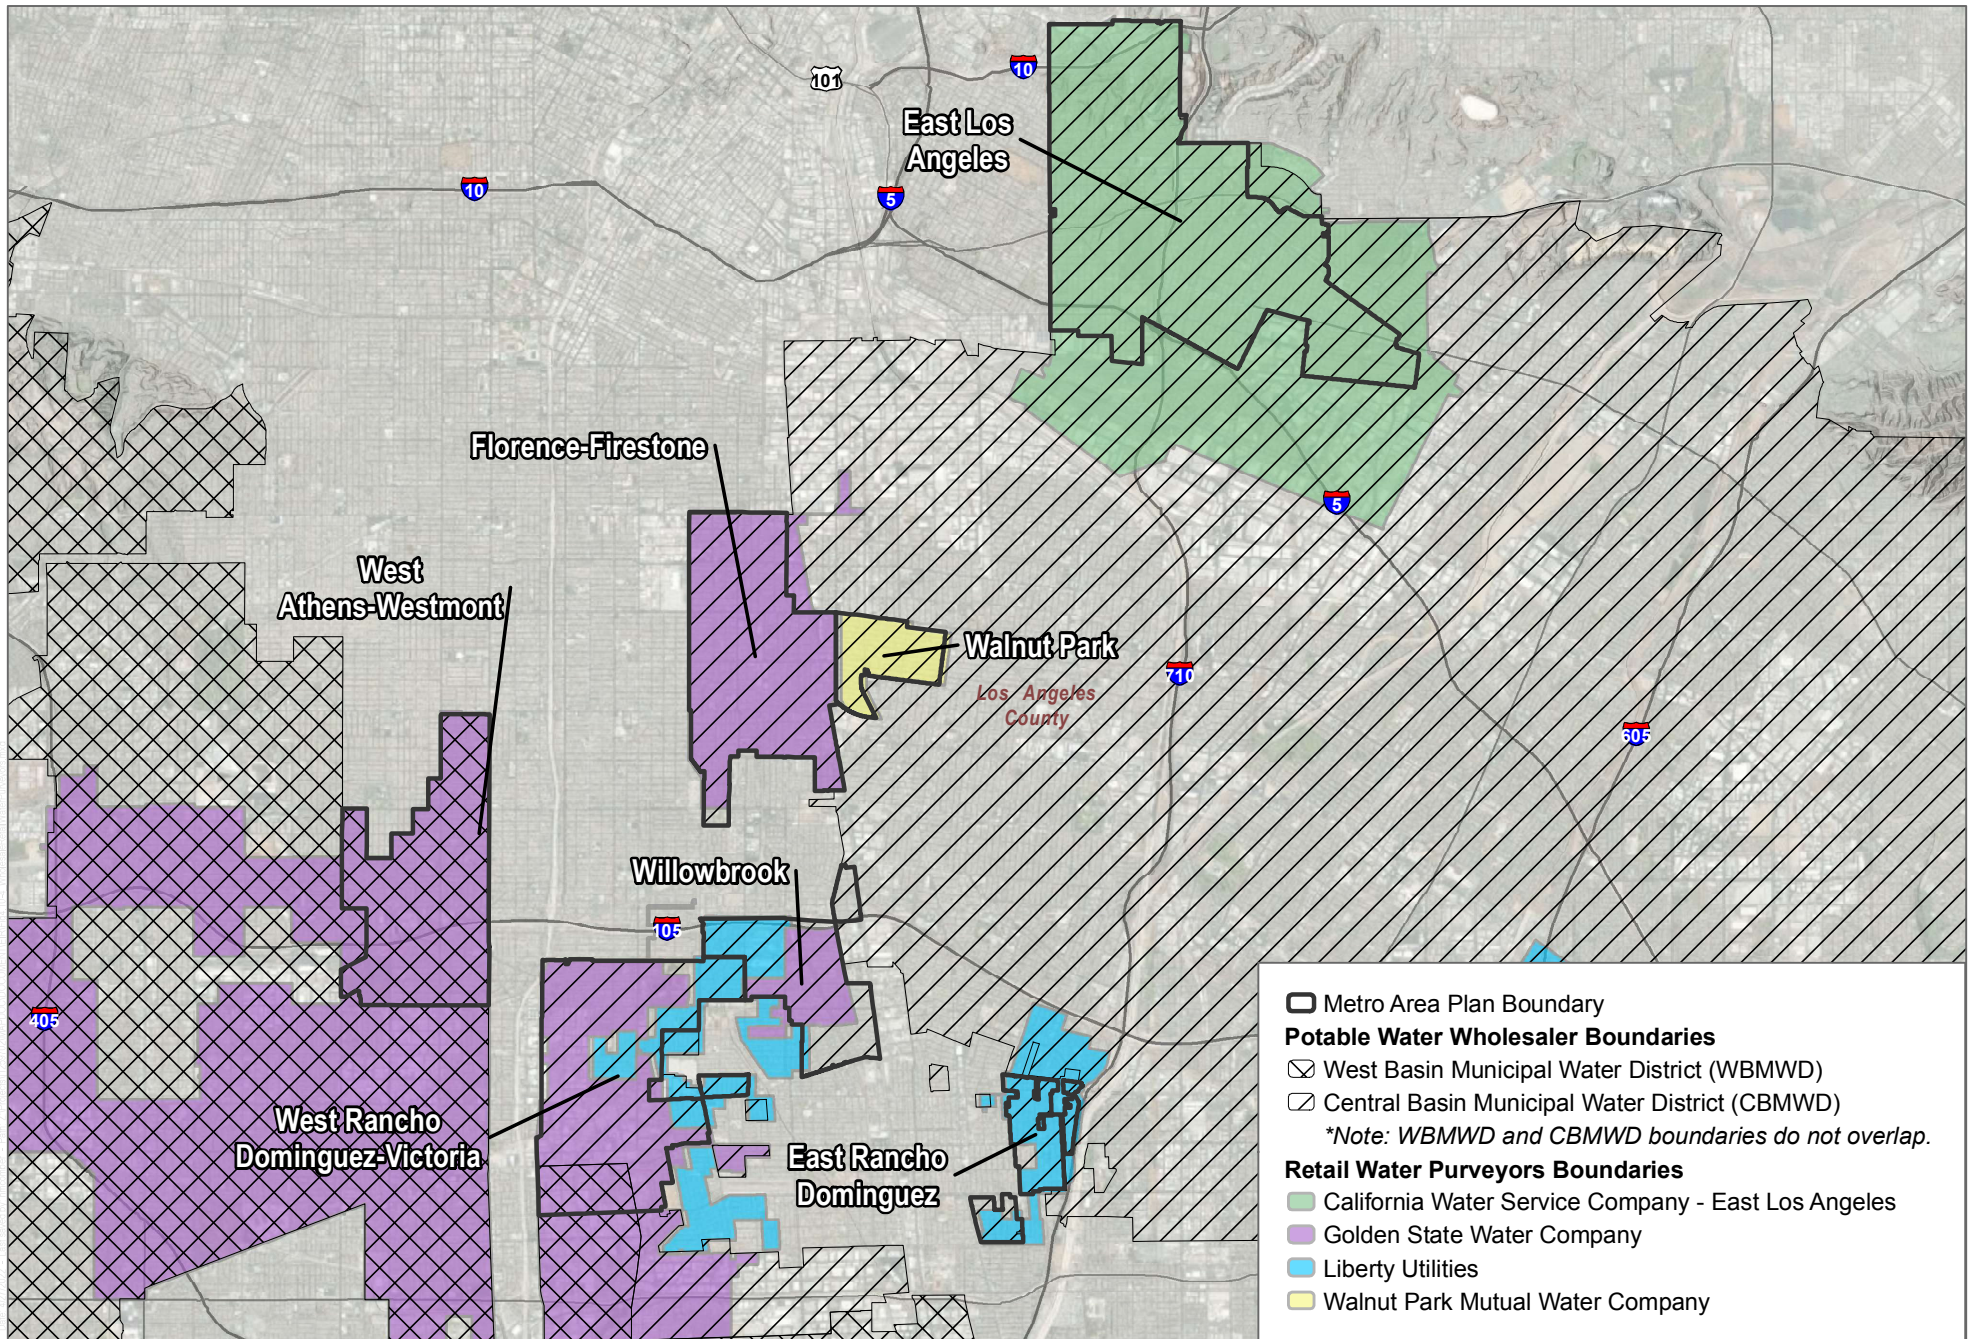 101
10
East Los
Angeles
10
5
Florence-Firestone
5
West
Athens-Westmont
Walnut Park
710
Los Angeles
County
605
Willowbrook
105
405
West Rancho
Dominguez-Victoria
East Rancho
Dominguez
Metro Area Plan Boundary
Potable Water Wholesaler Boundaries
West Basin Municipal Water District (WBMWD)
Central Basin Municipal Water District (CBMWD)
*Note: WBMWD and CBMWD boundaries do not overlap.
Retail Water Purveyors Boundaries
California Water Service Company - East Los Angeles
Golden State Water Company
Liberty Utilities
Walnut Park Mutual Water Company